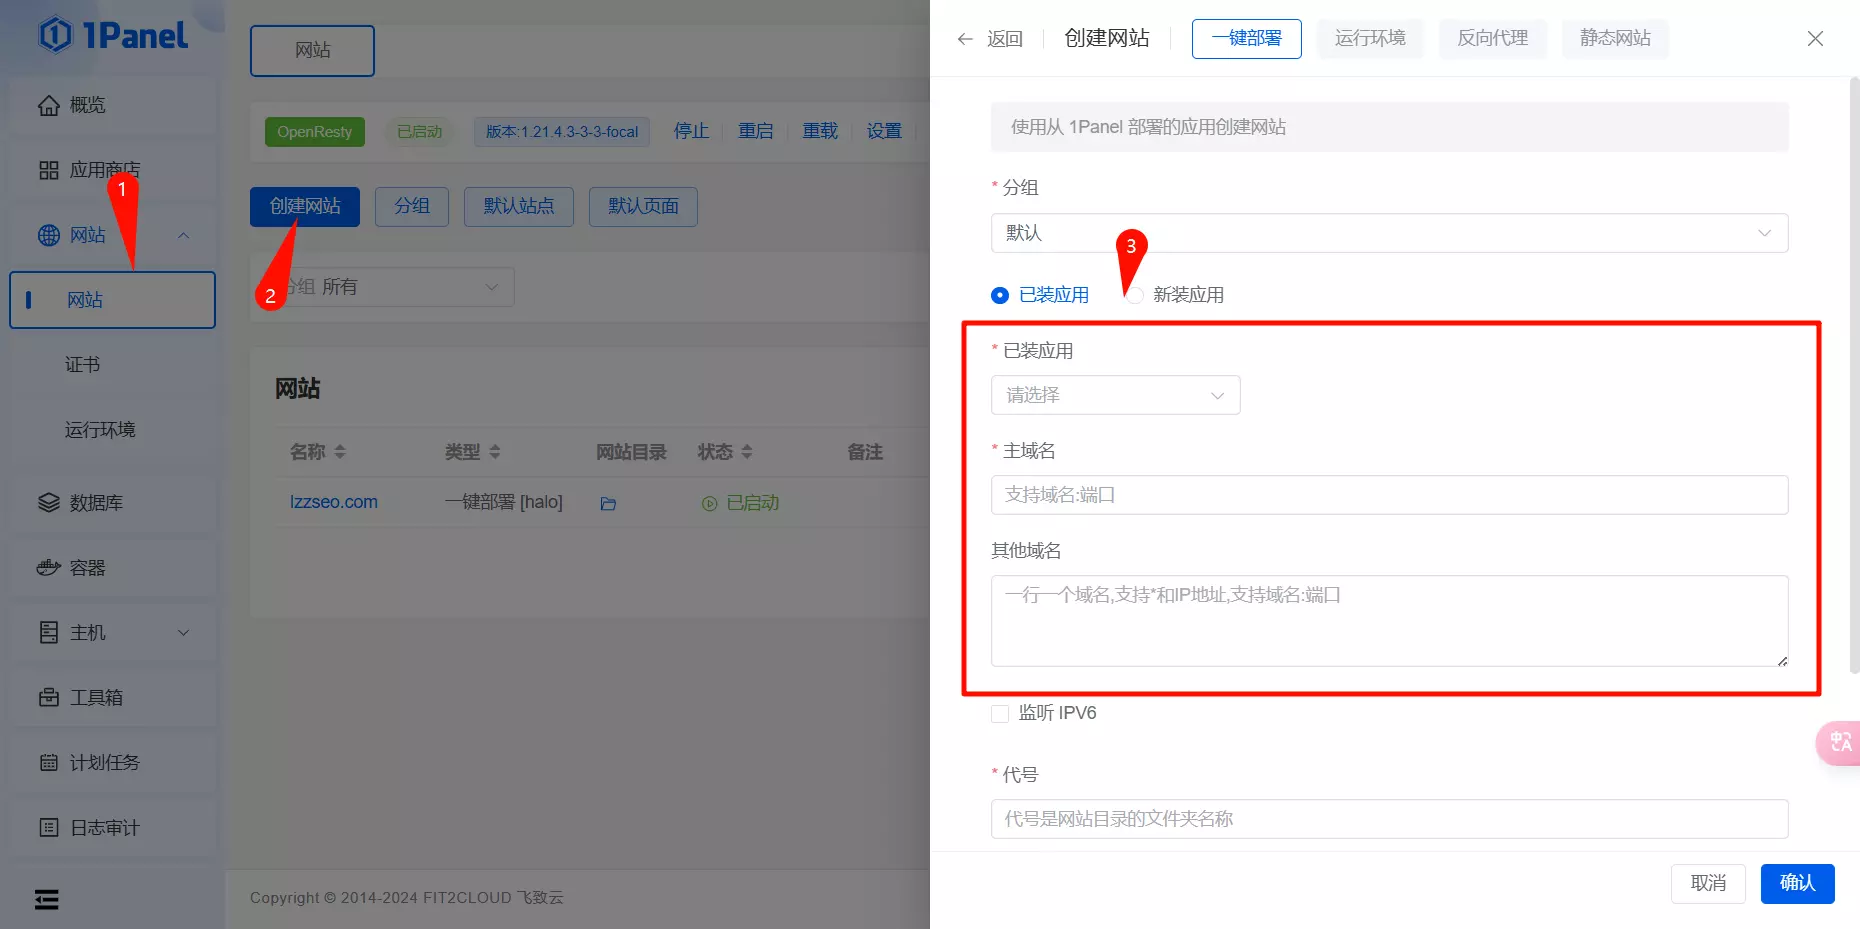 1Panel
概览
应用商店
1
网站
网站
证书
运行环境
数据库
容器
主机
工具箱
计划任务
日志审计
网站
OpenResty
已启动
版本:1.21.4.3-3-3-focal
停止
重启
重载
设置
创建网站
分组
默认站点
默认页面
2
分组 所有
网站
名称
类型
网站目录
状态
备注
lzzseo.com
一键部署 [halo]
已启动
Copyright © 2014-2024 FIT2CLOUD 飞致云
返回
创建网站
一键部署
运行环境
反向代理
静态网站
使用从 1Panel 部署的应用创建网站
* 分组
默认
3
已装应用
新装应用
* 已装应用
请选择
* 主域名
支持域名:端口
其他域名
一行一个域名,支持*和IP地址,支持域名:端口
监听 IPV6
* 代号
代号是网站目录的文件夹名称
取消
确认
中A